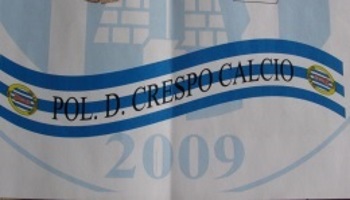 POL. D. CRESPO CALCIO
2009